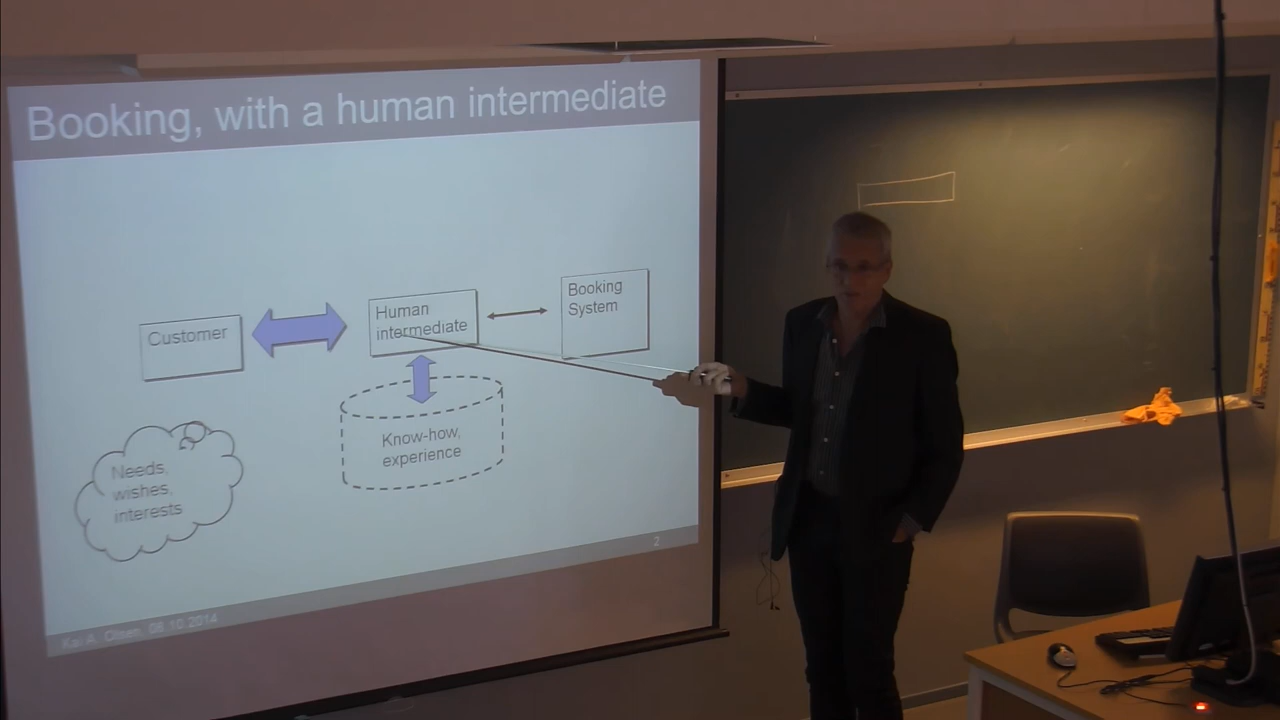 Booking, with a human intermediate
Customer
Human
intermediate
Booking
System
Know-how,
experience
Needs,
wishes,
interests
2
Kai A. Olsen, 08.10.2014